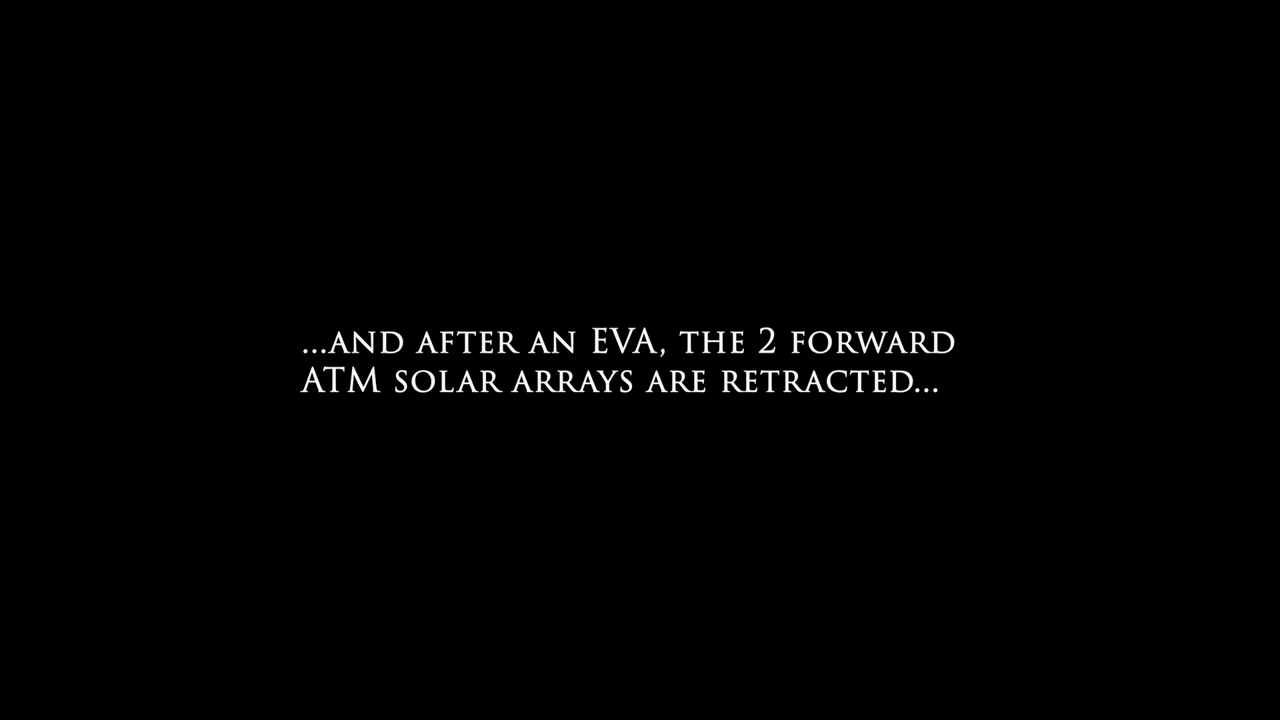 ...and after an EVA, the 2 forward
ATM solar arrays are retracted...